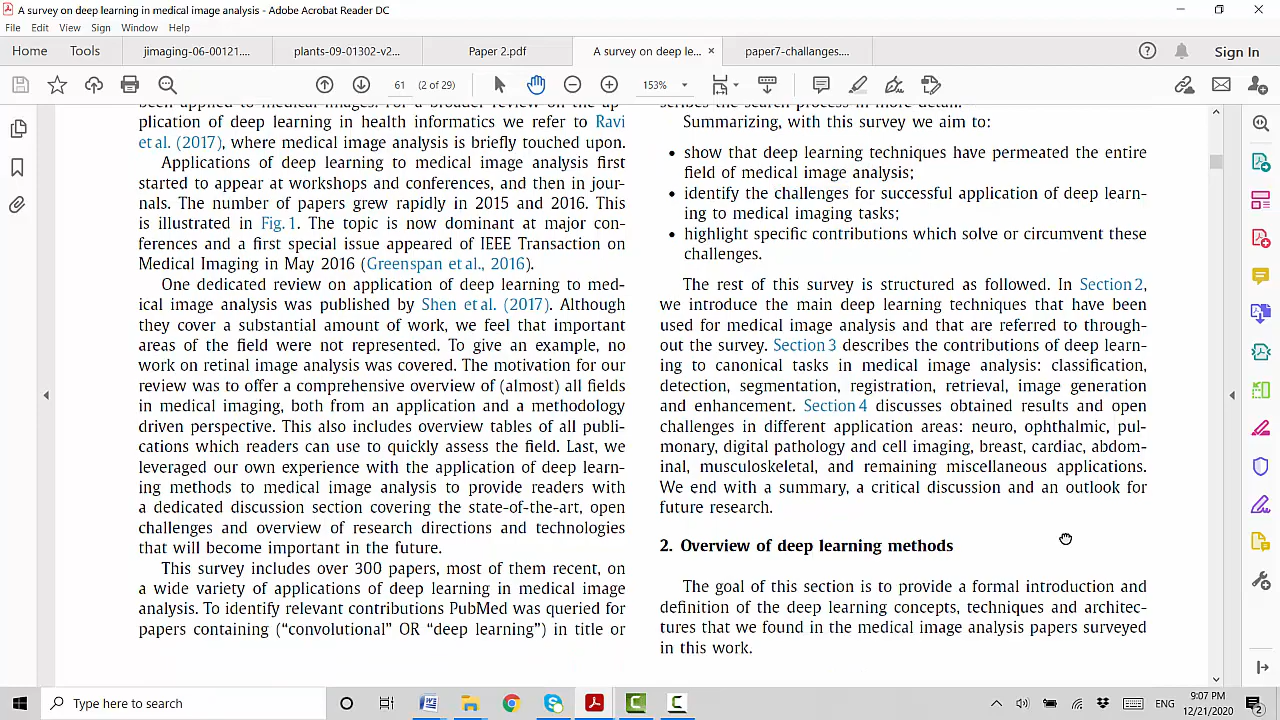 A survey on deep learning in medical image analysis - Adobe Acrobat Reader DC
File Edit View Sign Window Help
Home Tools jimaging-06-00121... plants-09-01302-v2... Paper 2.pdf A survey on deep le... × paper7-challanges.... Sign In
61 (2 of 29) 153%
been applied to medical images. For a broader review on the ap-
plication of deep learning in health informatics we refer to Ravi
et al. (2017), where medical image analysis is briefly touched upon.
Applications of deep learning to medical image analysis first
started to appear at workshops and conferences, and then in jour-
nals. The number of papers grew rapidly in 2015 and 2016. This
is illustrated in Fig. 1. The topic is now dominant at major con-
ferences and a first special issue appeared of IEEE Transaction on
Medical Imaging in May 2016 (Greenspan et al., 2016).
One dedicated review on application of deep learning to med-
ical image analysis was published by Shen et al. (2017). Although
they cover a substantial amount of work, we feel that important
areas of the field were not represented. To give an example, no
work on retinal image analysis was covered. The motivation for our
review was to offer a comprehensive overview of (almost) all fields
in medical imaging, both from an application and a methodology
driven perspective. This also includes overview tables of all publi-
cations which readers can use to quickly assess the field. Last, we
leveraged our own experience with the application of deep learn-
ing methods to medical image analysis to provide readers with
a dedicated discussion section covering the state-of-the-art, open
challenges and overview of research directions and technologies
that will become important in the future.
This survey includes over 300 papers, most of them recent, on
a wide variety of applications of deep learning in medical image
analysis. To identify relevant contributions PubMed was queried for
papers containing (“convolutional” OR “deep learning”) in title or
scribes the search process in more detail.
Summarizing, with this survey we aim to:
• show that deep learning techniques have permeated the entire
field of medical image analysis;
• identify the challenges for successful application of deep learn-
ing to medical imaging tasks;
• highlight specific contributions which solve or circumvent these
challenges.
The rest of this survey is structured as followed. In Section 2,
we introduce the main deep learning techniques that have been
used for medical image analysis and that are referred to through-
out the survey. Section 3 describes the contributions of deep learn-
ing to canonical tasks in medical image analysis: classification,
detection, segmentation, registration, retrieval, image generation
and enhancement. Section 4 discusses obtained results and open
challenges in different application areas: neuro, ophthalmic, pul-
monary, digital pathology and cell imaging, breast, cardiac, abdom-
inal, musculoskeletal, and remaining miscellaneous applications.
We end with a summary, a critical discussion and an outlook for
future research.
2. Overview of deep learning methods
The goal of this section is to provide a formal introduction and
definition of the deep learning concepts, techniques and architec-
tures that we found in the medical image analysis papers surveyed
in this work.
Type here to search
ENG
9:07 PM
12/21/2020
2